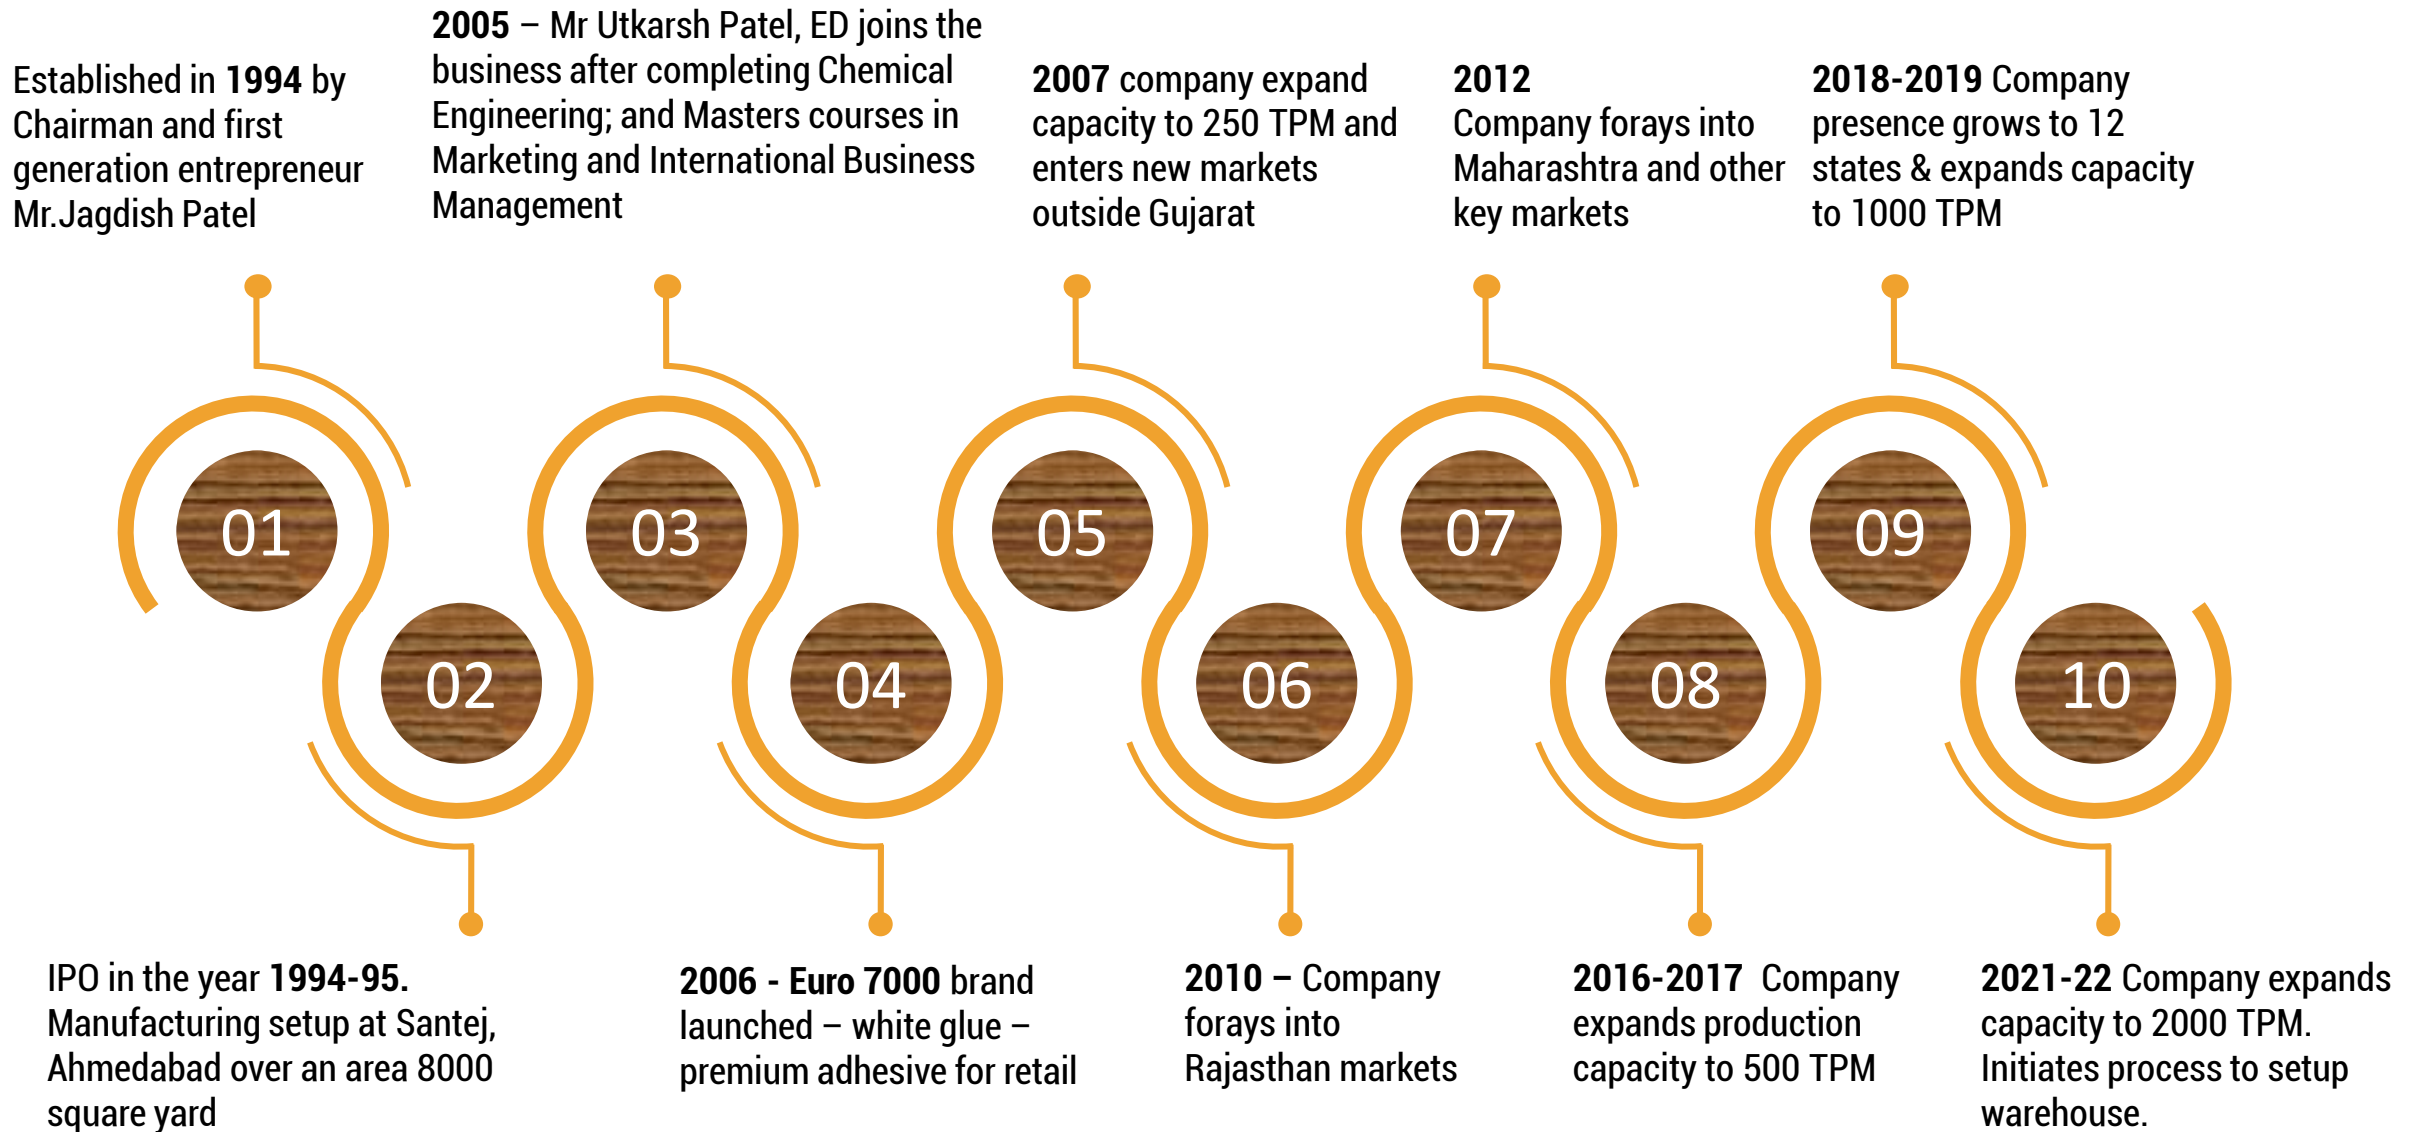 Established in 1994 by
Chairman and first
generation entrepreneur
Mr.Jagdish Patel
2005 – Mr Utkarsh Patel, ED joins the
business after completing Chemical
Engineering; and Masters courses in
Marketing and International Business
Management
2007 company expand
capacity to 250 TPM and
enters new markets
outside Gujarat
2012
Company forays into
Maharashtra and other
key markets
2018-2019 Company
presence grows to 12
states & expands capacity
to 1000 TPM
01
02
03
04
05
06
07
08
09
10
IPO in the year 1994-95.
Manufacturing setup at Santej,
Ahmedabad over an area 8000
square yard
2006 - Euro 7000 brand
launched – white glue –
premium adhesive for retail
2010 – Company
forays into
Rajasthan markets
2016-2017 Company
expands production
capacity to 500 TPM
2021-22 Company expands
capacity to 2000 TPM.
Initiates process to setup
warehouse.